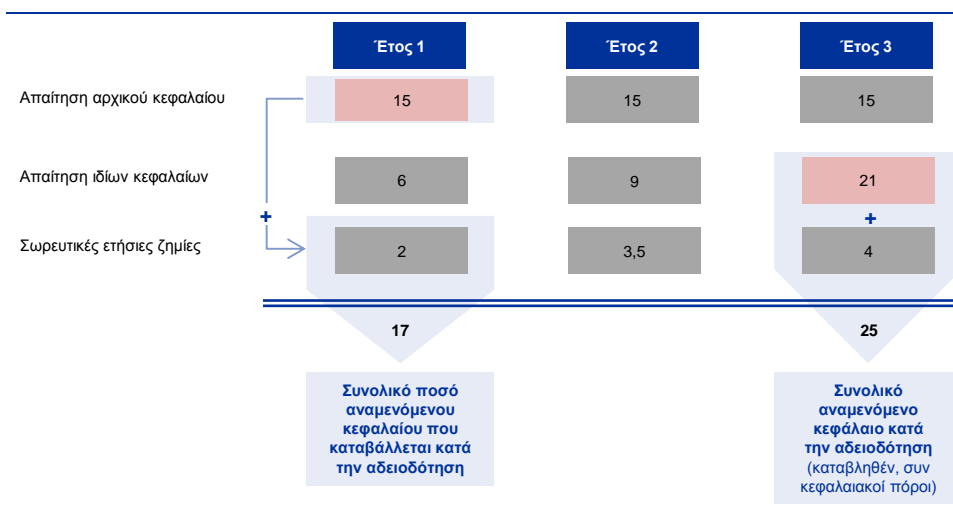 Έτος 1 Έτος 2 Έτος 3
Απαίτηση αρχικού κεφαλαίου 15 15 15
Απαίτηση ιδίων κεφαλαίων 6 9 21
+ +
Σωρευτικές ετήσιες ζημίες 2 3,5 4
17 25
Συνολικό ποσό
αναμενόμενου
κεφαλαίου που
καταβάλλεται κατά
την αδειοδότηση
Συνολικό
αναμενόμενο
κεφάλαιο κατά
την αδειοδότηση
(καταβληθέν, συν
κεφαλαιακοί πόροι)